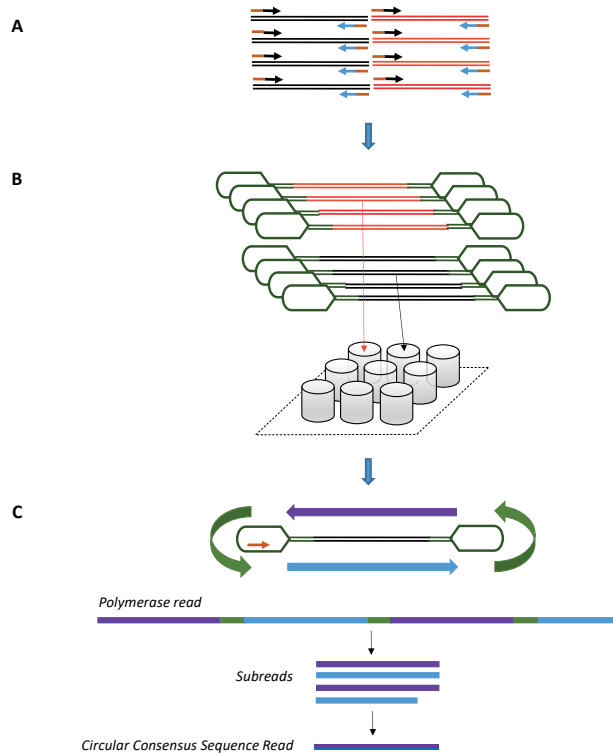 A
B
C
Polymerase read
Subreads
Circular Consensus Sequence Read